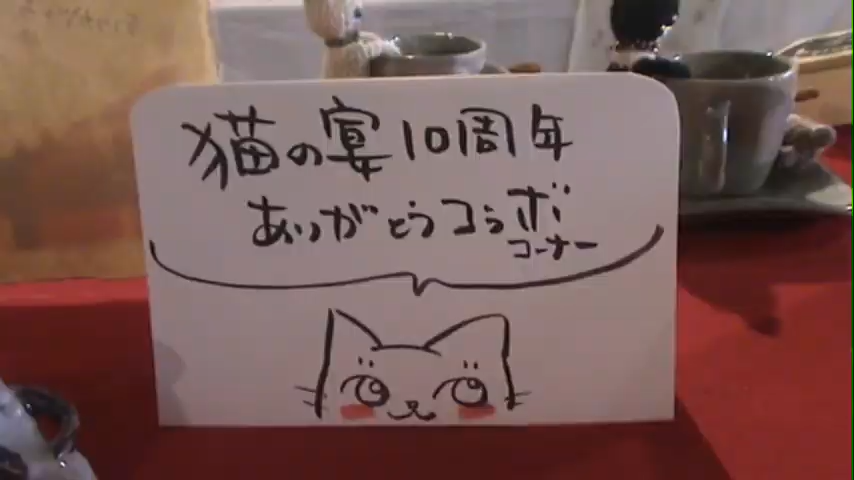 猫の宴10周年
ありがとうコラボ
コーナー